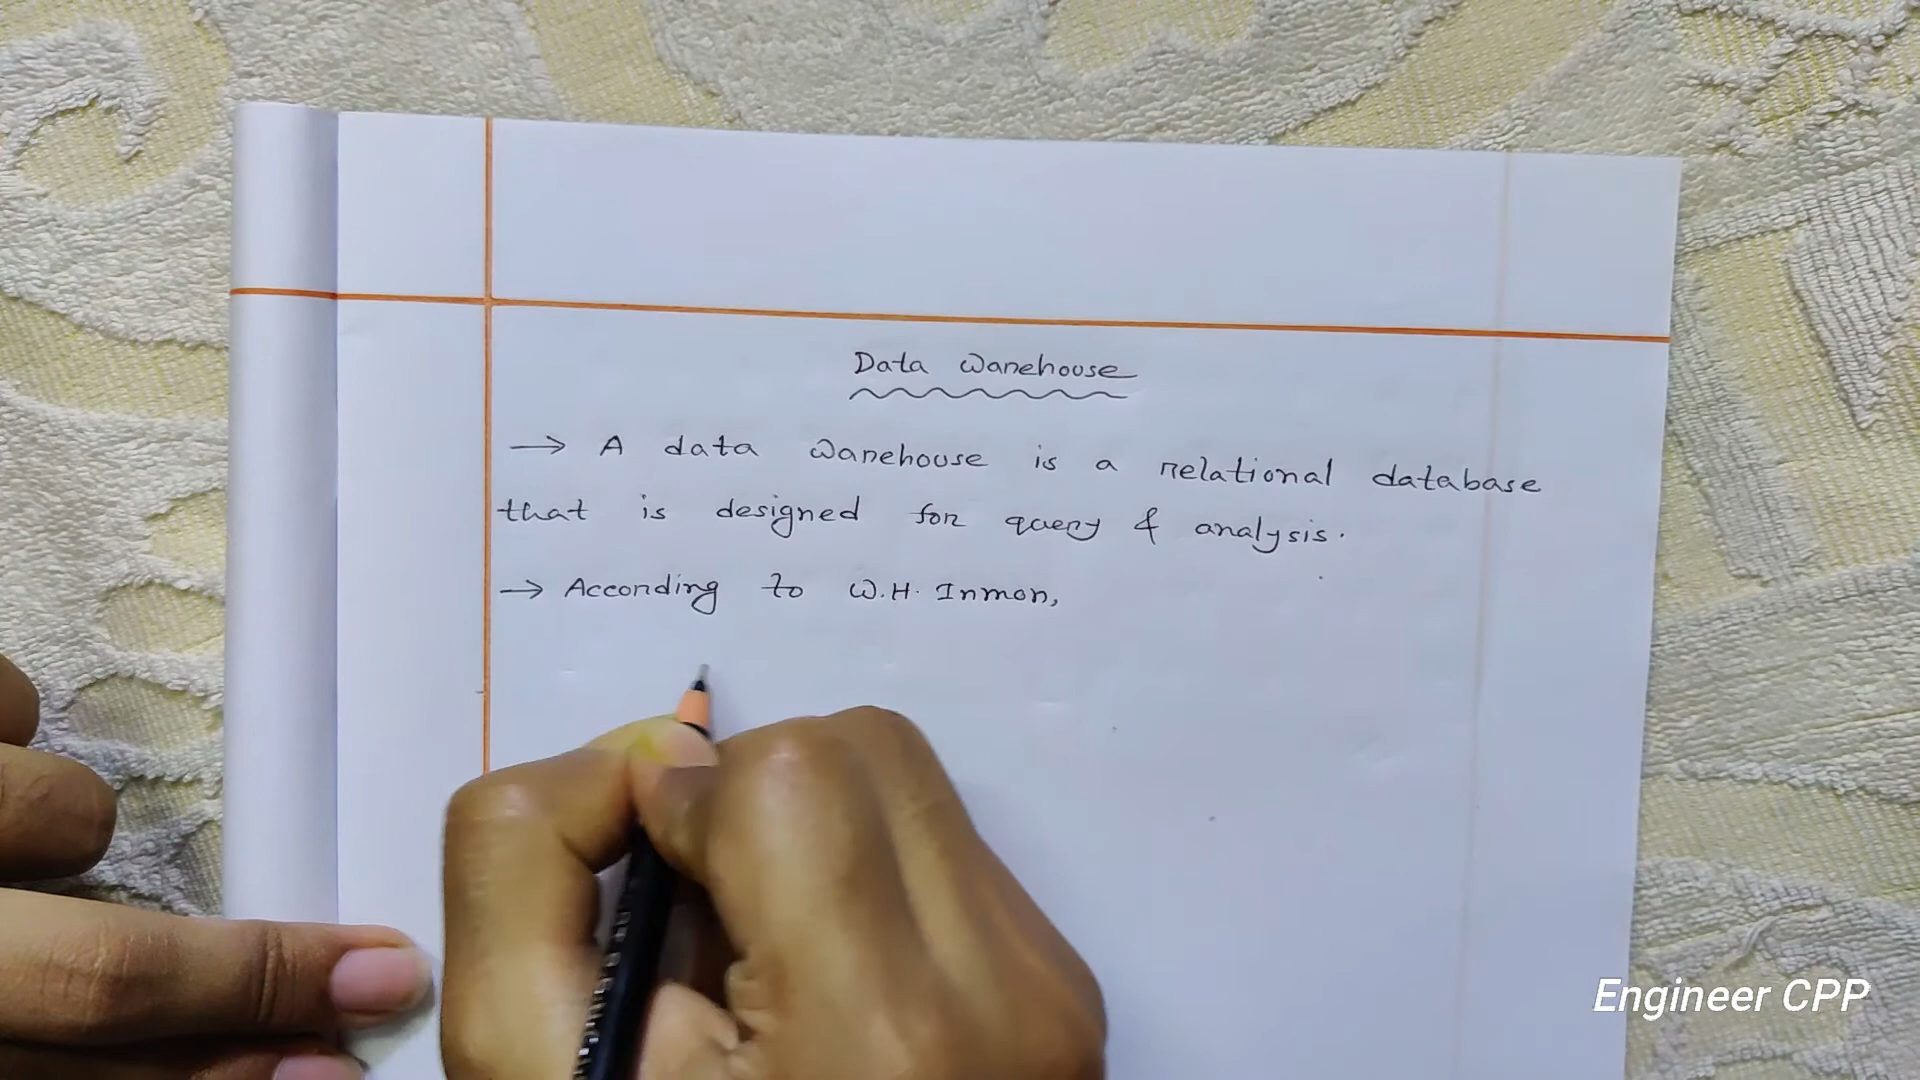 Data Warehouse
→ A data warehouse is a relational database
that is designed for query & analysis.
→ According to W.H. Inmon,
Engineer CPP